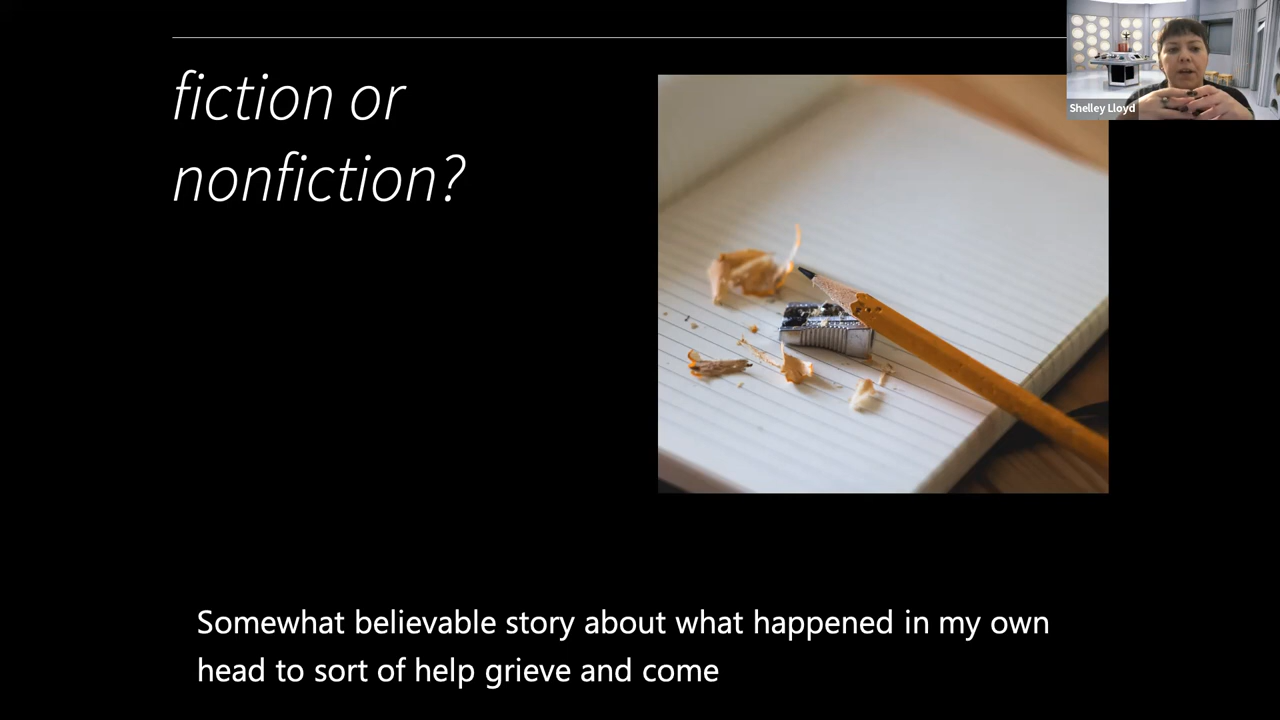 fiction or
nonfiction?
Shelley Lloyd
Somewhat believable story about what happened in my own
head to sort of help grieve and come